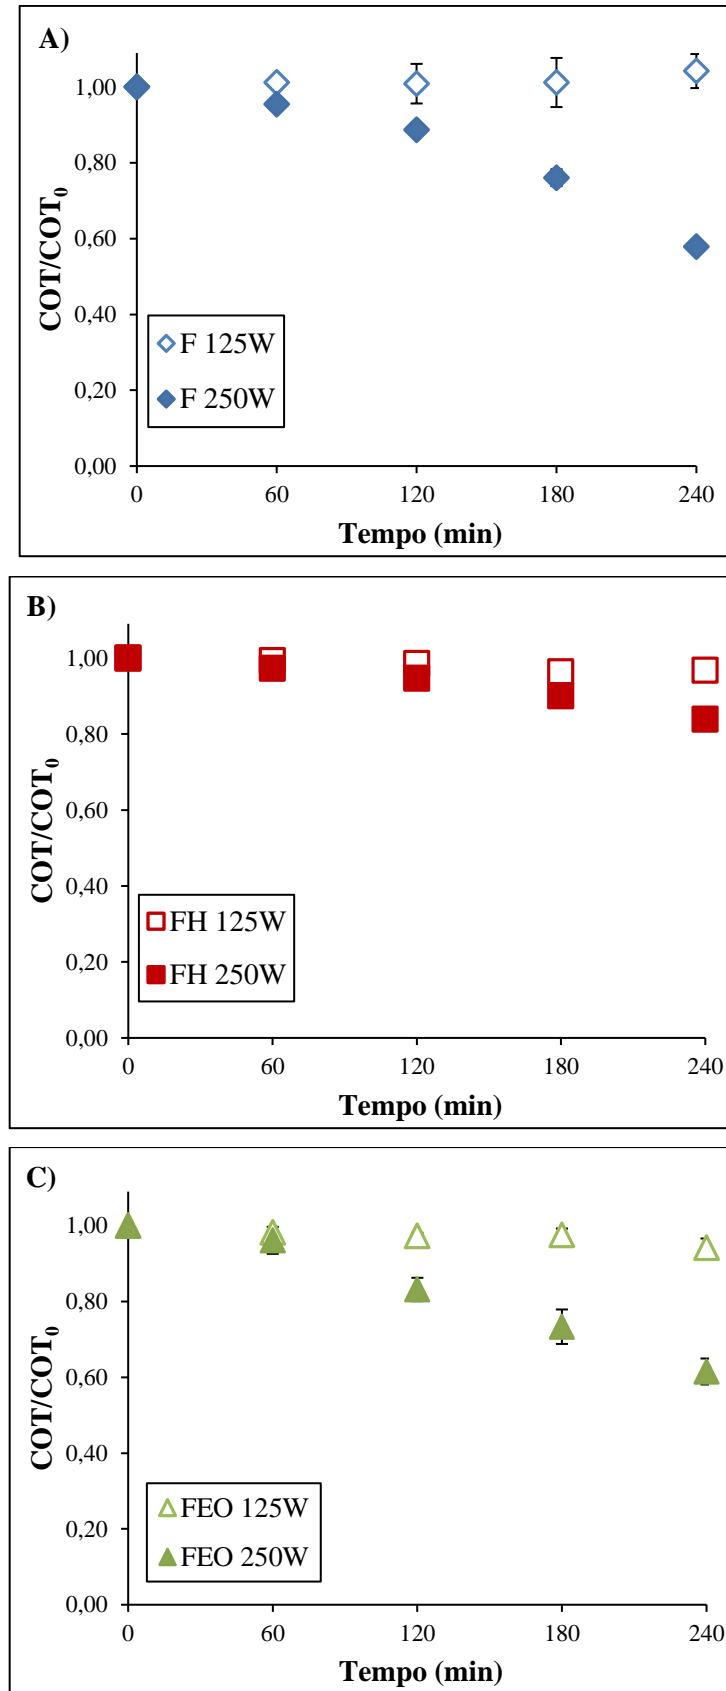 A)
COT/COT0
1,00
0,80
0,60
0,40
0,20
0,00
F 125W
F 250W
0 60 120 180 240
Tempo (min)
B)
COT/COT0
1,00
0,80
0,60
0,40
0,20
0,00
FH 125W
FH 250W
0 60 120 180 240
Tempo (min)
C)
COT/COT0
1,00
0,80
0,60
0,40
0,20
0,00
FEO 125W
FEO 250W
0 60 120 180 240
Tempo (min)